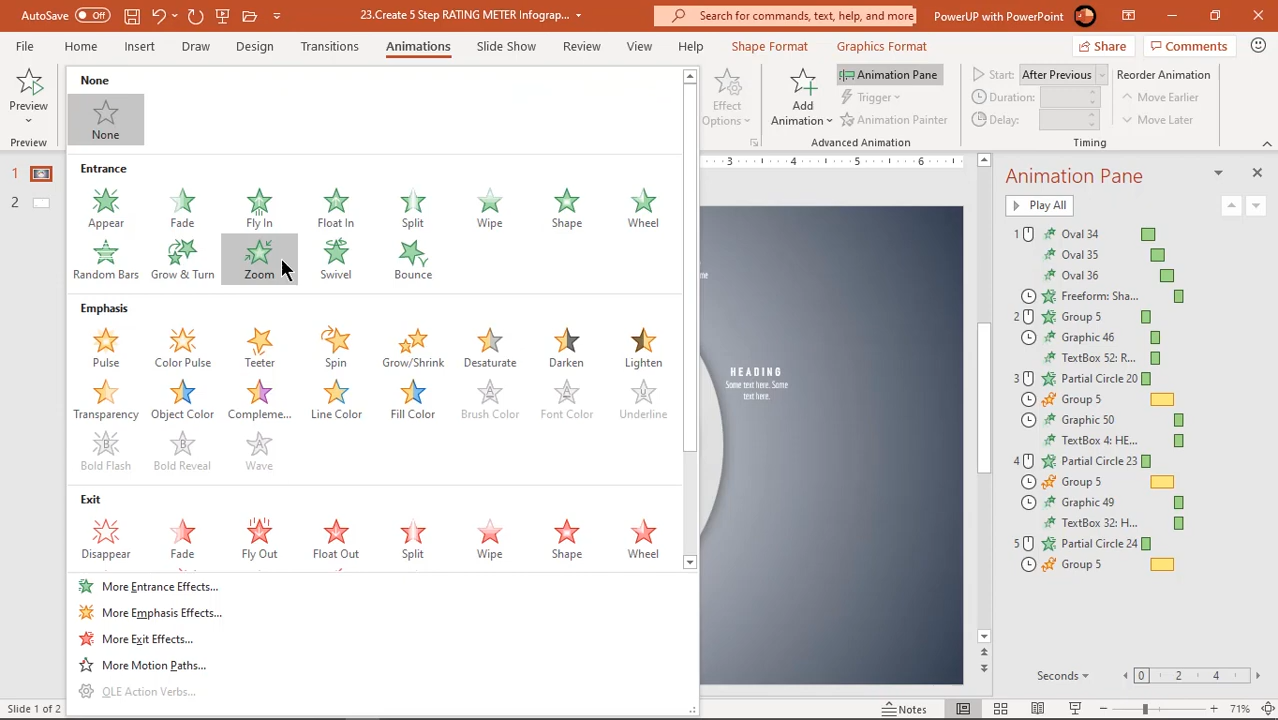 AutoSave Off 23.Create 5 Step RATING METER Infograp... Search for commands, text, help, and more PowerUP with PowerPoint
File Home Insert Draw Design Transitions Animations Slide Show Review View Help Shape Format Graphics Format Share Comments
Preview
Preview
None
None
Entrance
Appear Fade Fly In Float In Split Wipe Shape Wheel
Random Bars Grow & Turn Zoom Swivel Bounce
Emphasis
Pulse Color Pulse Teeter Spin Grow/Shrink Desaturate Darken Lighten
Transparency Object Color Compleme... Line Color Fill Color Brush Color Font Color Underline
Bold Flash Bold Reveal Wave
Exit
Disappear Fade Fly Out Float Out Split Wipe Shape Wheel
More Entrance Effects...
More Emphasis Effects...
More Exit Effects...
More Motion Paths...
OLE Action Verbs...
Effect
Options
Add
Animation
Animation Pane
Trigger
Animation Painter
Advanced Animation
Start: After Previous
Duration:
Delay:
Reorder Animation
Move Earlier
Move Later
Timing
1
2
3 4 5 6
me
HEADING
Some text here. Some
text here.
Animation Pane
Play All
1 Oval 34
Oval 35
Oval 36
Freeform: Sha...
2 Group 5
Graphic 46
TextBox 52: R...
3 Partial Circle 20
Group 5
Graphic 50
TextBox 4: HE...
4 Partial Circle 23
Group 5
Graphic 49
TextBox 32: H...
5 Partial Circle 24
Group 5
Seconds 0 2 4
Slide 1 of 2 Notes 71%